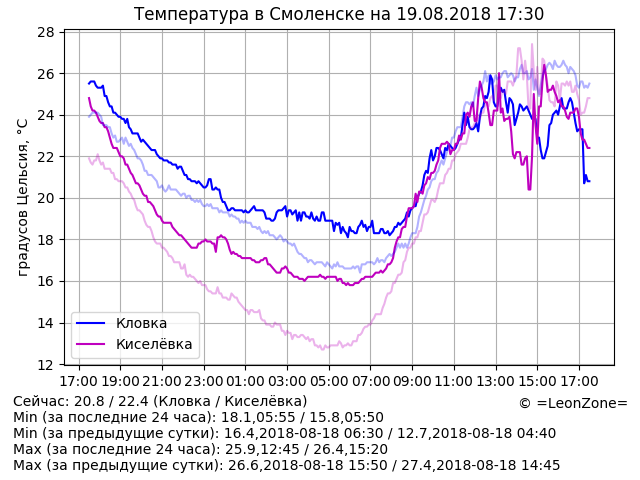 Температура в Смоленске на 19.08.2018 17:30
градусов Цельсия, °C
28
26
24
22
20
18
16
14
12
Кловка
Киселёвка
17:00 19:00 21:00 23:00 01:00 03:00 05:00 07:00 09:00 11:00 13:00 15:00 17:00
Сейчас: 20.8 / 22.4 (Кловка / Киселёвка)
© =LeonZone=
Min (за последние 24 часа): 18.1,05:55 / 15.8,05:50
Min (за предыдущие сутки): 16.4,2018-08-18 06:30 / 12.7,2018-08-18 04:40
Max (за последние 24 часа): 25.9,12:45 / 26.4,15:20
Max (за предыдущие сутки): 26.6,2018-08-18 15:50 / 27.4,2018-08-18 14:45